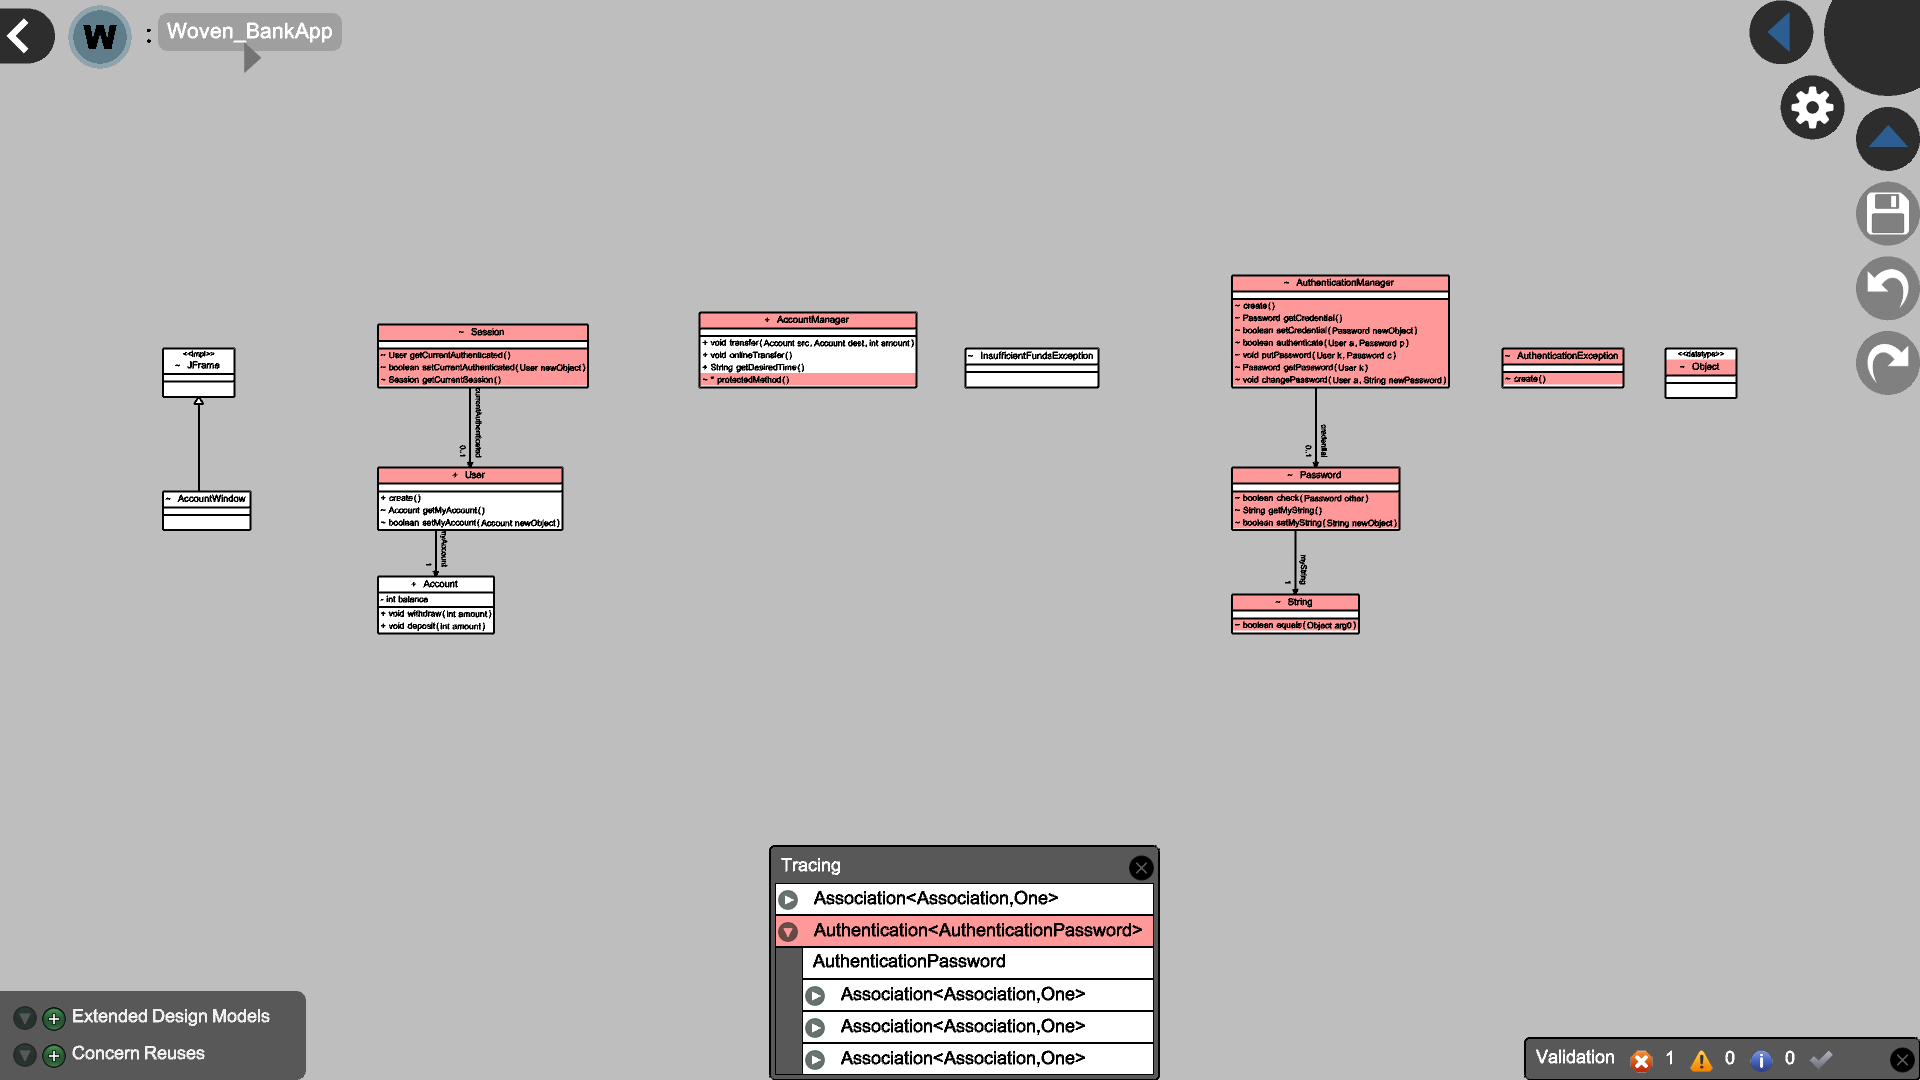 W : Woven_BankApp
<<impl>>
~ JFrame
~ AccountWindow
~ Session
~ User getCurrentAuthenticated()
~ boolean setCurrentAuthenticated(User newObject)
~ Session getCurrentSession()
currentAuthenticated
0..1
+ User
+ create()
~ Account getMyAccount()
~ boolean setMyAccount(Account newObject)
myAccount
1
+ Account
- int balance
+ void withdraw(int amount)
+ void deposit(int amount)
+ AccountManager
+ void transfer(Account src, Account dest, int amount)
+ void onlineTransfer()
+ String getDesiredTime()
~ * protectedMethod()
~ InsufficientFundsException
~ AuthenticationManager
~ create()
~ Password getCredential()
~ boolean setCredential(Password newObject)
~ boolean authenticate(User a, Password p)
~ void putPassword(User k, Password c)
~ Password getPassword(User k)
~ void changePassword(User a, String newPassword)
credential
0..1
~ Password
~ boolean check(Password other)
~ String getMyString()
~ boolean setMyString(String newObject)
myString
1
~ String
~ boolean equals(Object arg0)
~ AuthenticationException
~ create()
<<datatype>>
~ Object
Tracing
Association<Association,One>
Authentication<AuthenticationPassword>
AuthenticationPassword
Association<Association,One>
Association<Association,One>
Association<Association,One>
Extended Design Models
Concern Reuses
Validation 1 0 0